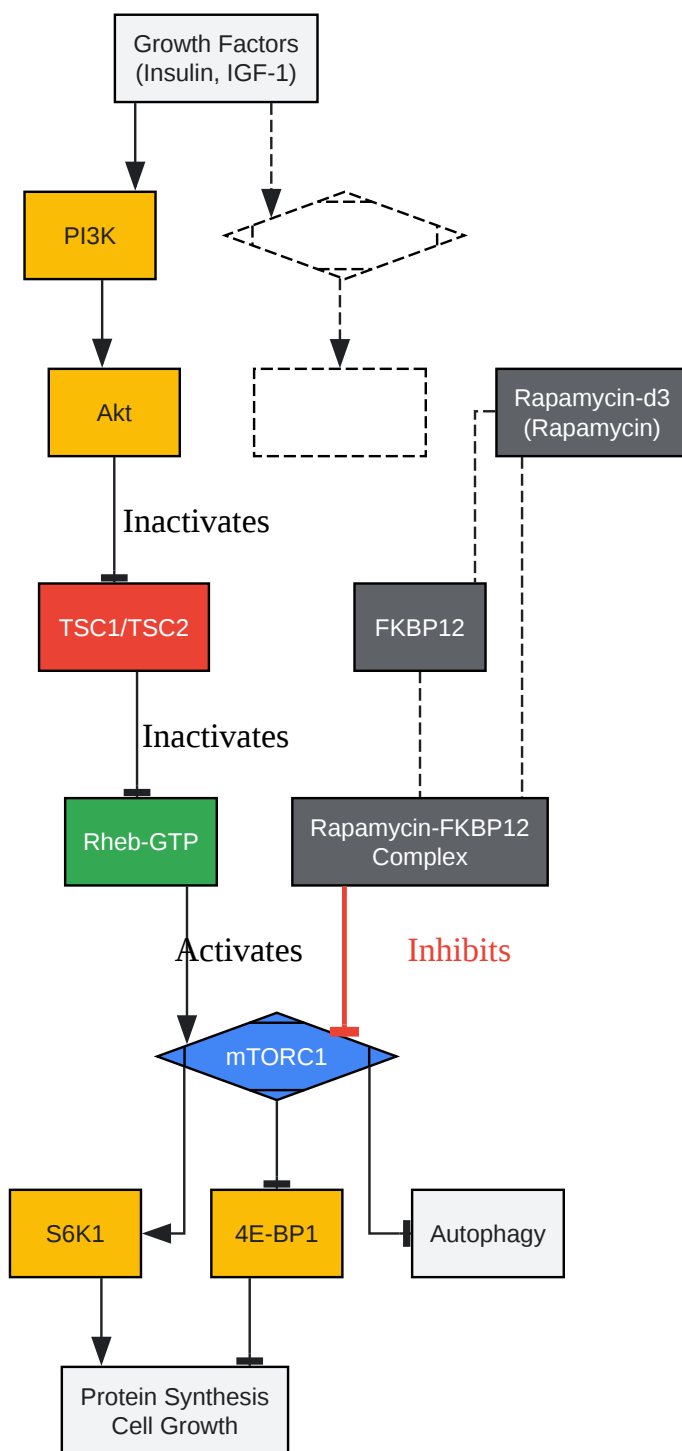 Growth Factors
(Insulin, IGF-1)
PI3K
Akt
Rapamycin-d3
(Rapamycin)
Inactivates
TSC1/TSC2
FKBP12
Inactivates
Rheb-GTP
Rapamycin-FKBP12
Complex
Activates
Inhibits
mTORC1
S6K1
4E-BP1
Autophagy
Protein Synthesis
Cell Growth